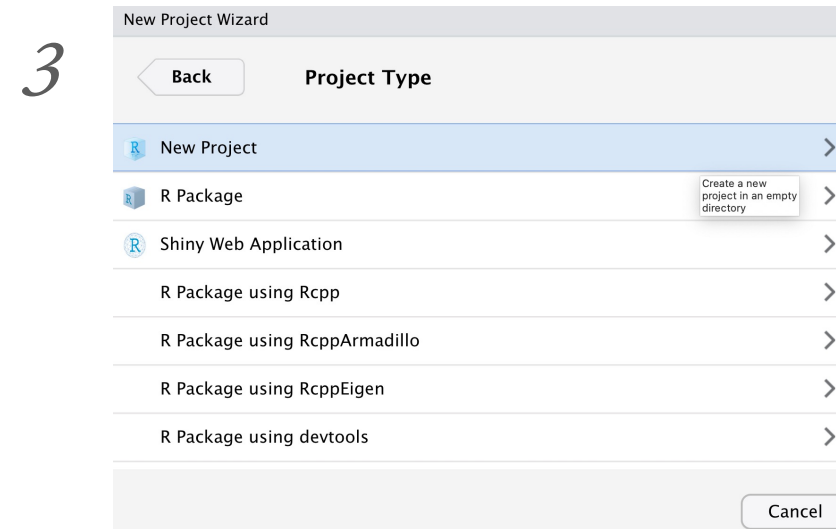 New Project Wizard
3
Back
Project Type
R New Project
Create a new
project in an empty
directory
R R Package
R Shiny Web Application
R Package using Rcpp
R Package using RcppArmadillo
R Package using RcppEigen
R Package using devtools
Cancel